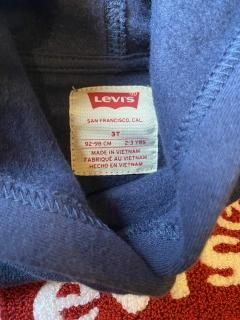 Levi's
SAN FRANCISCO, CAL.
3T
92-98 CM 2-3 YRS
MADE IN VIETNAM
FABRIQUÉ AU VIETNAM
HECHO EN VIETNAM